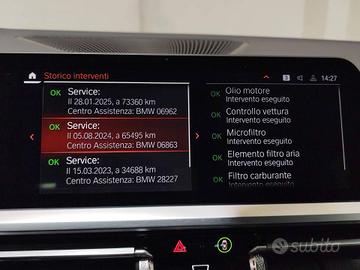 Storico interventi
3
14:27
OK Service:
Il 28.01.2025, a 73360 km
Centro Assistenza: BMW 06962
OK Service:
Il 05.08.2024, a 65495 km
Centro Assistenza: BMW 06863
OK Service:
Il 15.03.2023, a 34688 km
Centro Assistenza: BMW 28227
OK Olio motore
Intervento eseguito
OK Controllo vettura
Intervento eseguito
OK Microfiltro
Intervento eseguito
OK Elemento filtro aria
Intervento eseguito
OK Filtro carburante
Intervento eseguito
subito